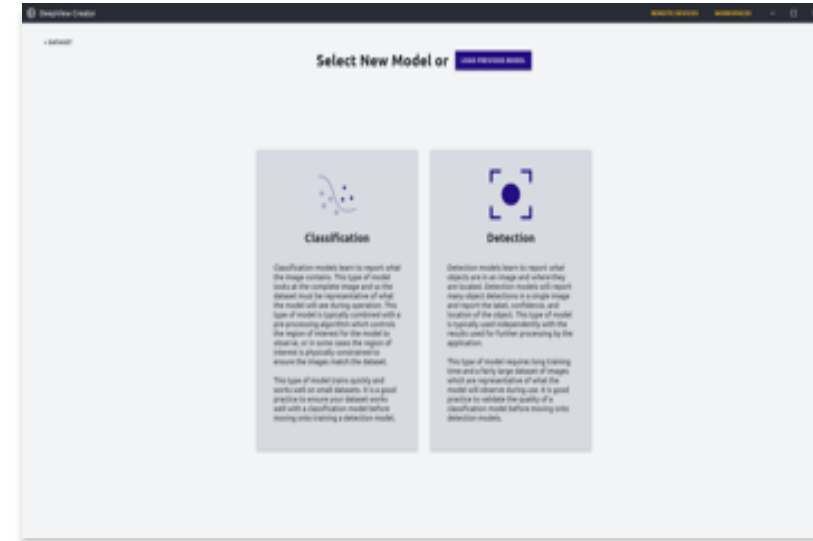 DeepView Creator
REMOTE DEVICES
WORKSPACES
< DATASET
Select New Model or
LOAD PREVIOUS MODEL
Classification
Classification models learn to report what
the image contains. This type of model
looks at the complete image and so the
dataset must be representative of what
the model will see during operation. This
type of model is typically combined with a
pre-processing algorithm which controls
the region of interest for the model to
observe, or in some cases the region of
interest is physically constrained to
ensure the images match the dataset.
This type of model trains quickly and
works well on small datasets. It is a good
practice to ensure your dataset works
well with a classification model before
moving onto training a detection model.
Detection
Detection models learn to report what
objects are in an image and where they
are located. Detection models will report
many object detections in a single image
and report the label, confidence, and
location of the object. This type of model
is typically used independently with the
results used for further processing by the
application.
This type of model requires long training
time and a fairly large dataset of images
which are representative of what the
model will observe during use. It is good
practice to validate the quality of a
classification model before moving onto
detection models.